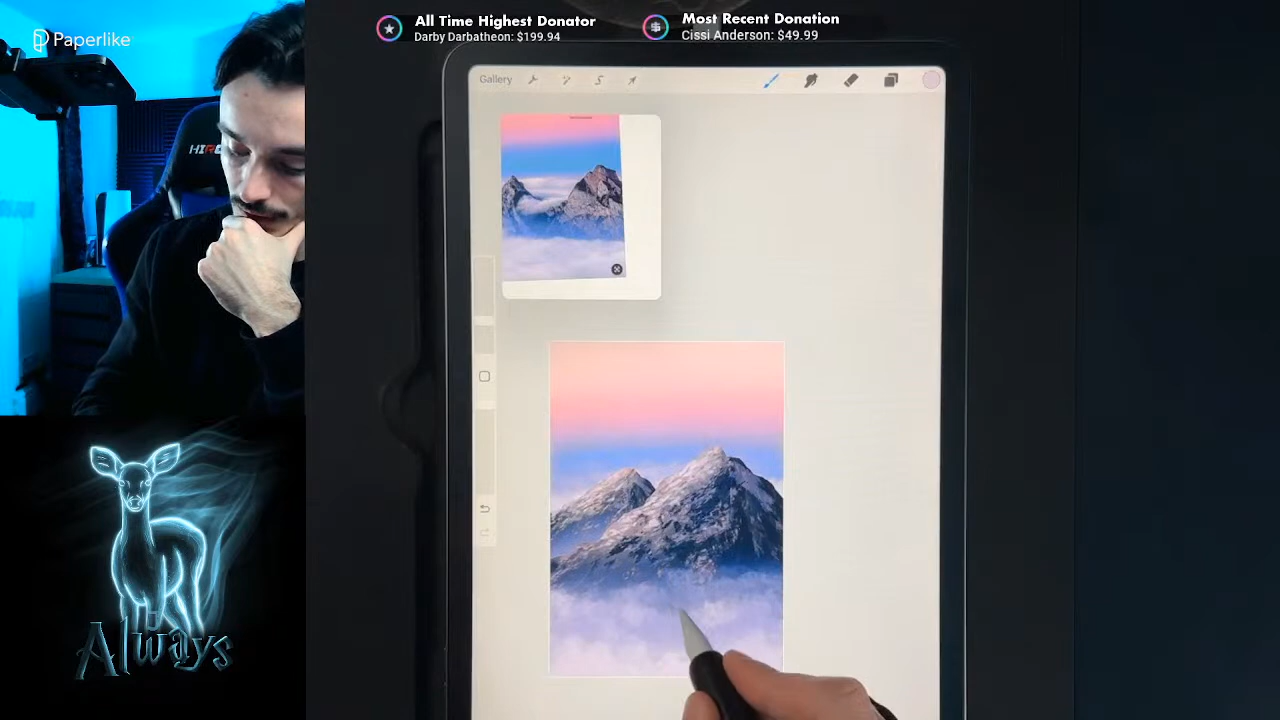 Paperlike
All Time Highest Donator
Darby Darbatheon: $199.94
Most Recent Donation
Cissi Anderson: $49.99
Gallery
Always